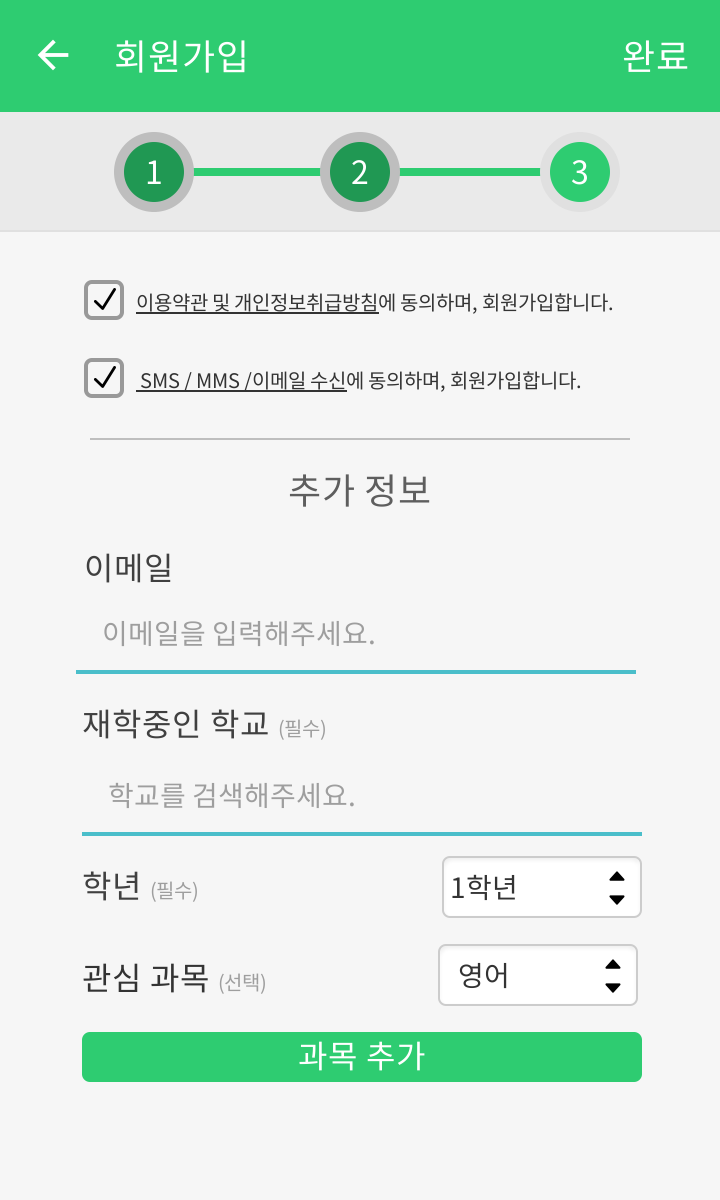 회원가입 완료
1 2 3
이용약관 및 개인정보취급방침에 동의하며, 회원가입합니다.
SMS / MMS /이메일 수신에 동의하며, 회원가입합니다.
추가 정보
이메일
이메일을 입력해주세요.
재학중인 학교 (필수)
학교를 검색해주세요.
학년 (필수) 1학년
관심 과목 (선택) 영어
과목 추가